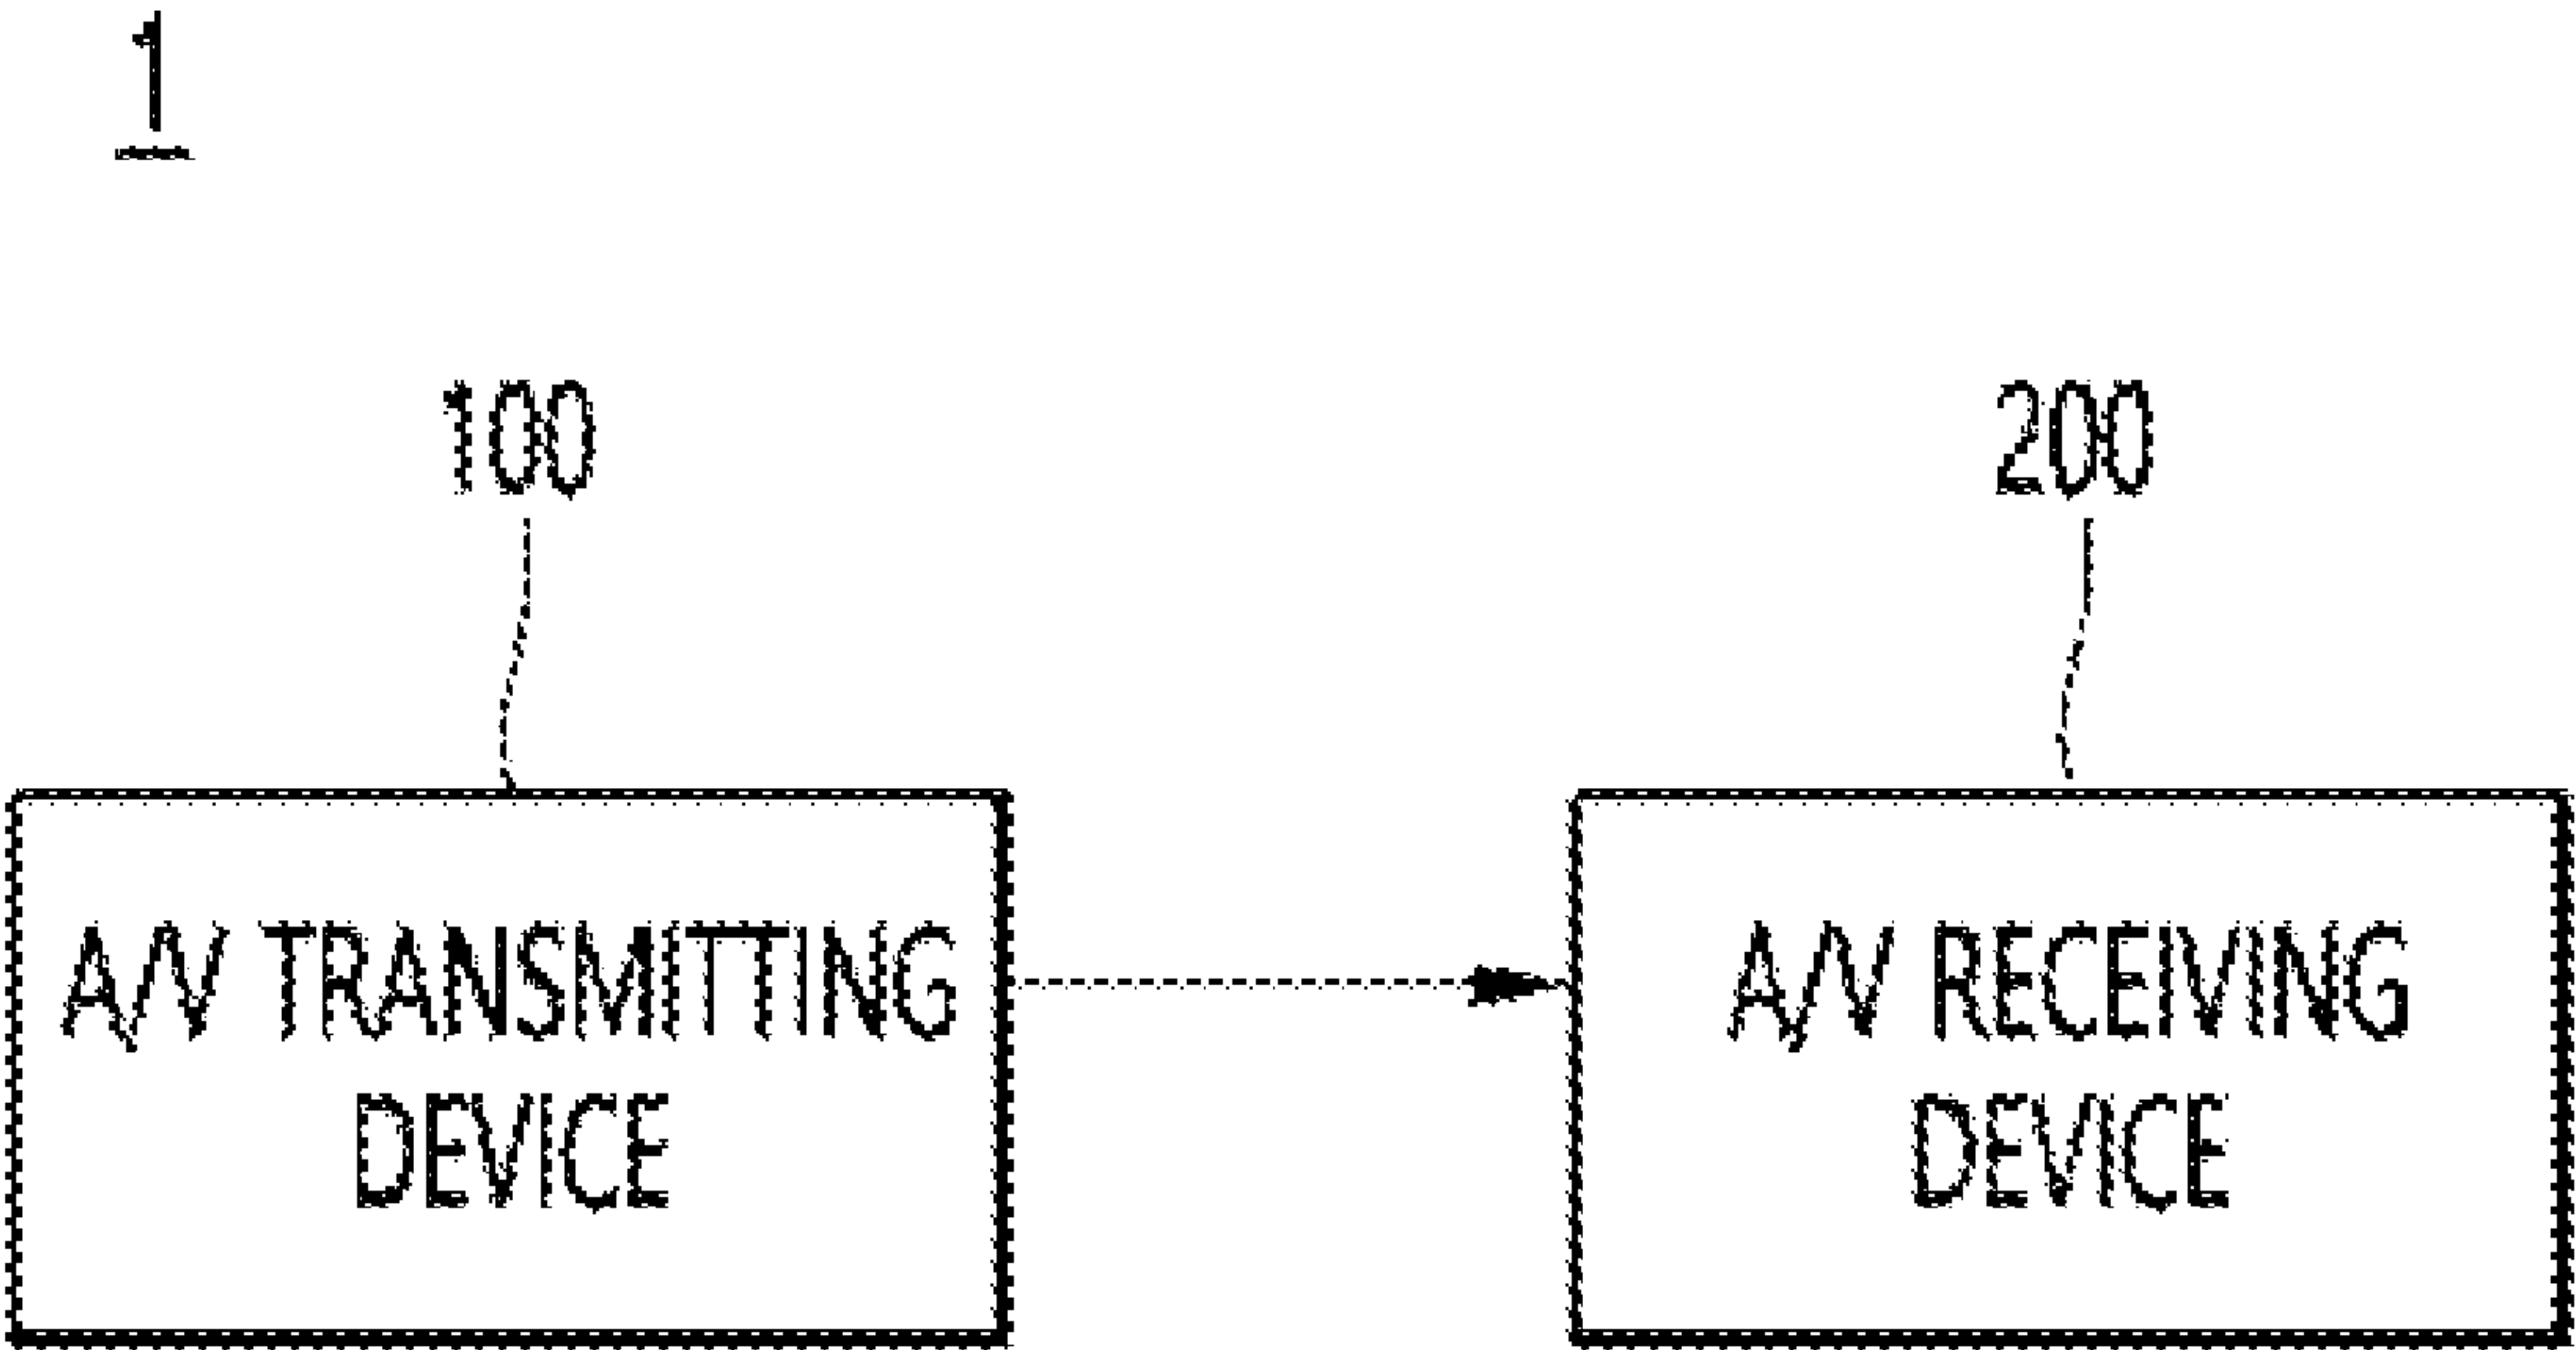 1
100
200
A/V TRANSMITTING
DEVICE
A/V RECEIVING
DEVICE